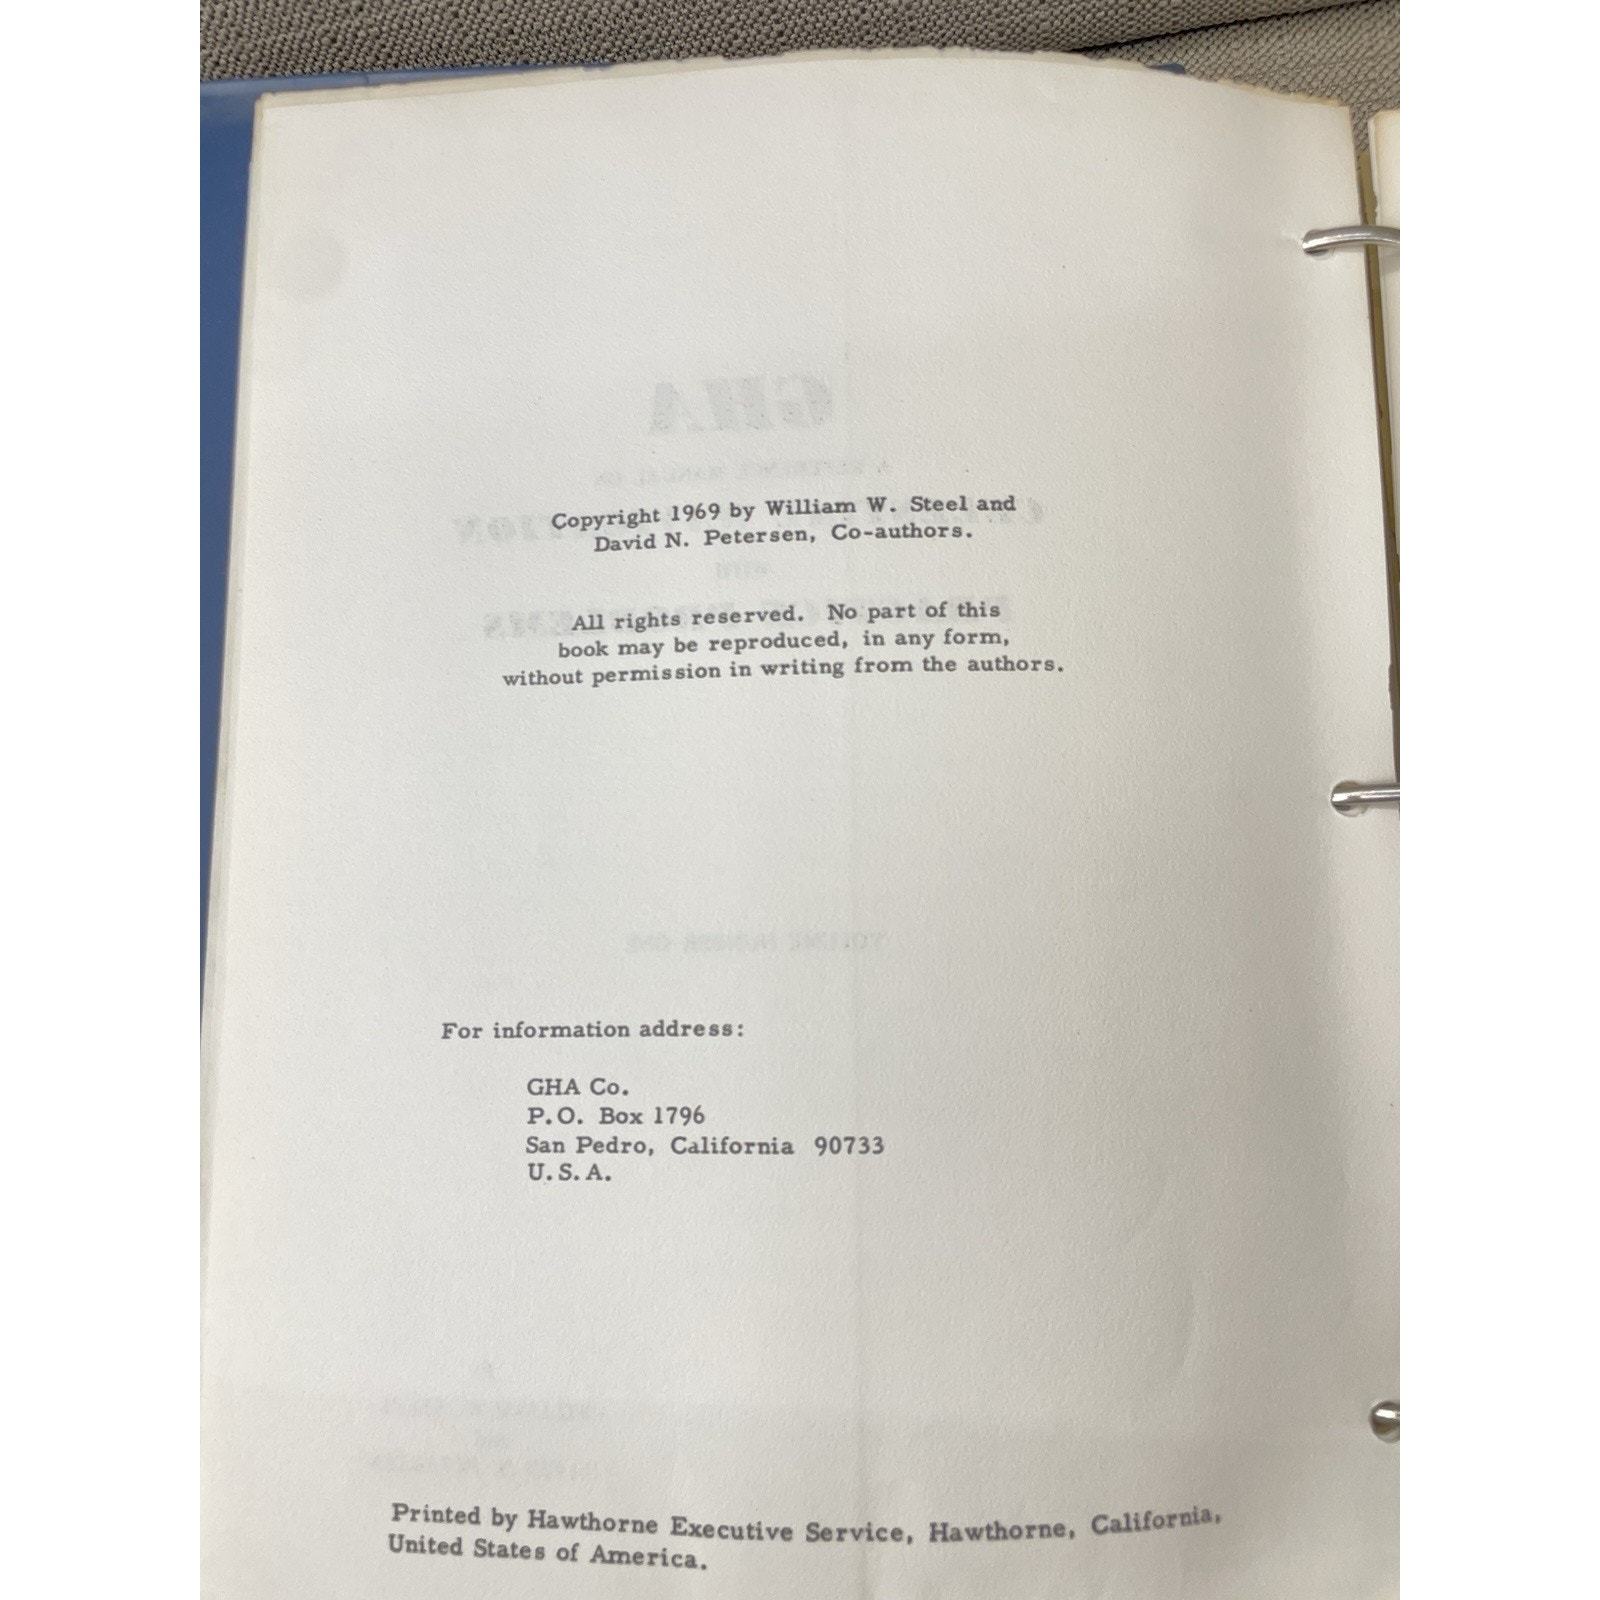 Copyright 1969 by William W. Steel and
David N. Petersen, Co-authors.
All rights reserved. No part of this
book may be reproduced, in any form,
without permission in writing from the authors.
For information address:
GHA Co.
P.O. Box 1796
San Pedro, California 90733
U.S.A.
Printed by Hawthorne Executive Service, Hawthorne, California,
United States of America.